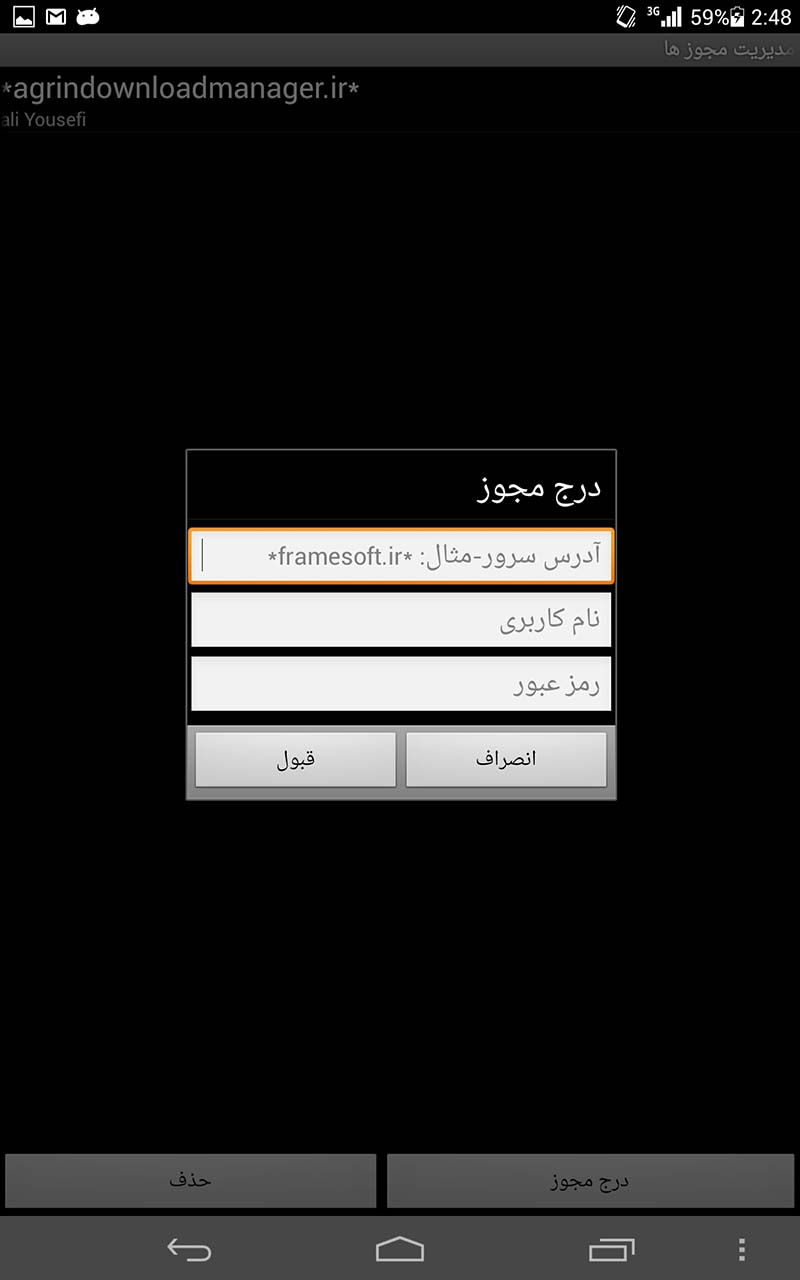 3G 59% 2:48
مدیریت مجوز ها
*agrindownloadmanager.ir*
ali Yousefi
درج مجوز
آدرس سرور-مثال: *framesoft.ir*
نام کاربری
رمز عبور
انصراف
قبول
درج مجوز
حذف